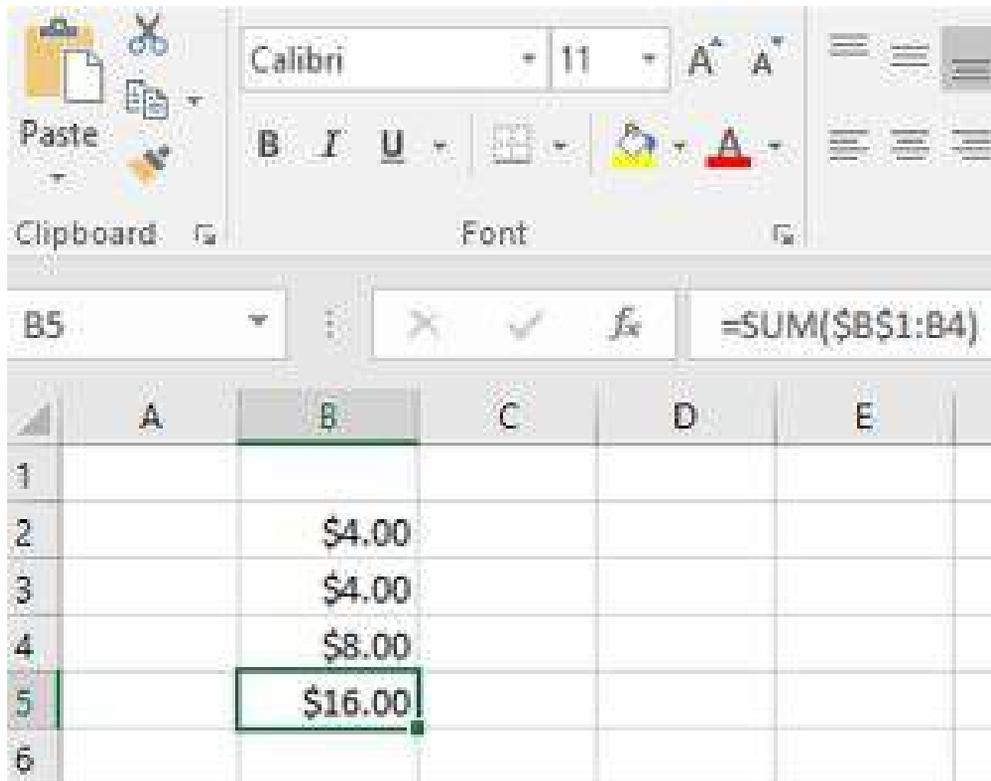 Calibri 11 A A
Paste
B I U A
Clipboard Font
B5 fx =SUM($B$1:B4)
A B C D E
1
2 $4.00
3 $4.00
4 $8.00
5 $16.00
6